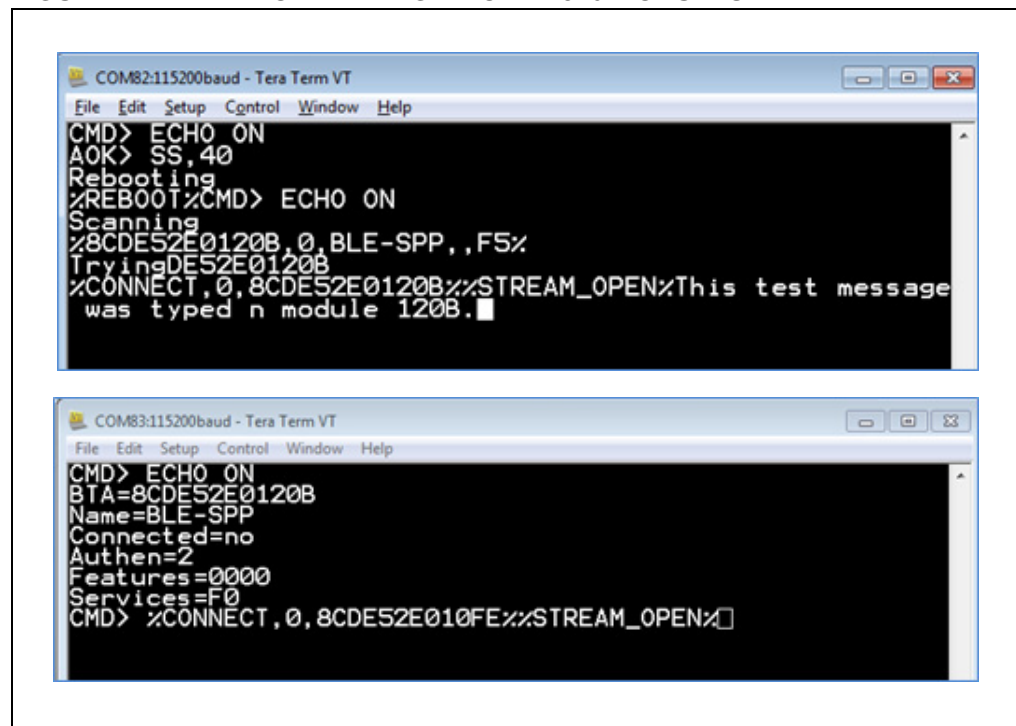 COM82:115200baud - Tera Term VT
File Edit Setup Control Window Help
CMD> ECHO ON
AOK> SS,40
Rebooting
%REBOOT%CMD> ECHO ON
Scanning
%8CDE52E0120B,0,BLE-SPP,,F5%
TryingDE52E0120B
%CONNECT,0,8CDE52E0120B%%STREAM_OPEN%This test message
was typed n module 120B.
COM83:115200baud - Tera Term VT
File Edit Setup Control Window Help
CMD> ECHO ON
BTA=8CDE52E0120B
Name=BLE-SPP
Connected=no
Authen=2
Features=0000
Services=F0
CMD> %CONNECT,0,8CDE52E010FE%%STREAM_OPEN%